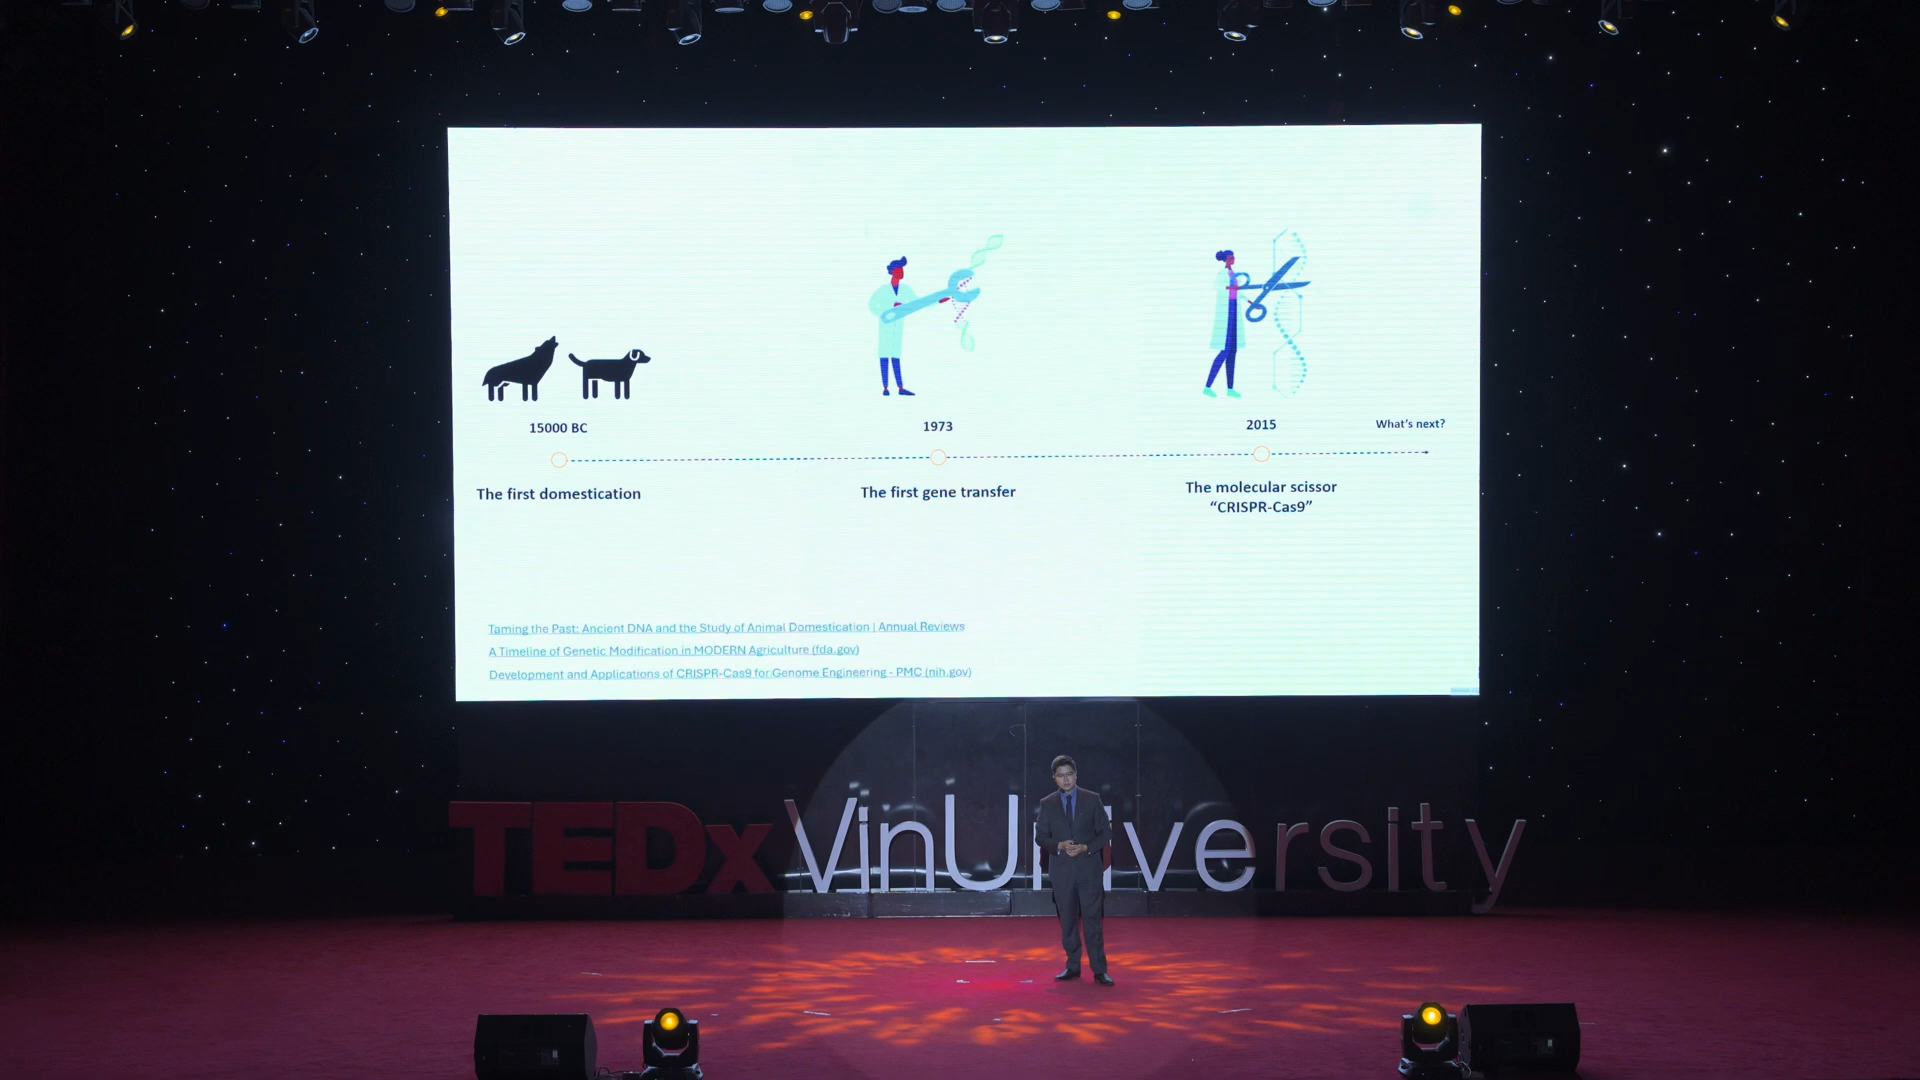 15000 BC
1973
2015
What's next?
The first domestication
The first gene transfer
The molecular scissor
“CRISPR-Cas9”
Taming the Past: Ancient DNA and the Study of Animal Domestication | Annual Reviews
A Timeline of Genetic Modification in MODERN Agriculture (fda.gov)
Development and Applications of CRISPR-Cas9 for Genome Engineering - PMC (nih.gov)
TEDxVinUniversity